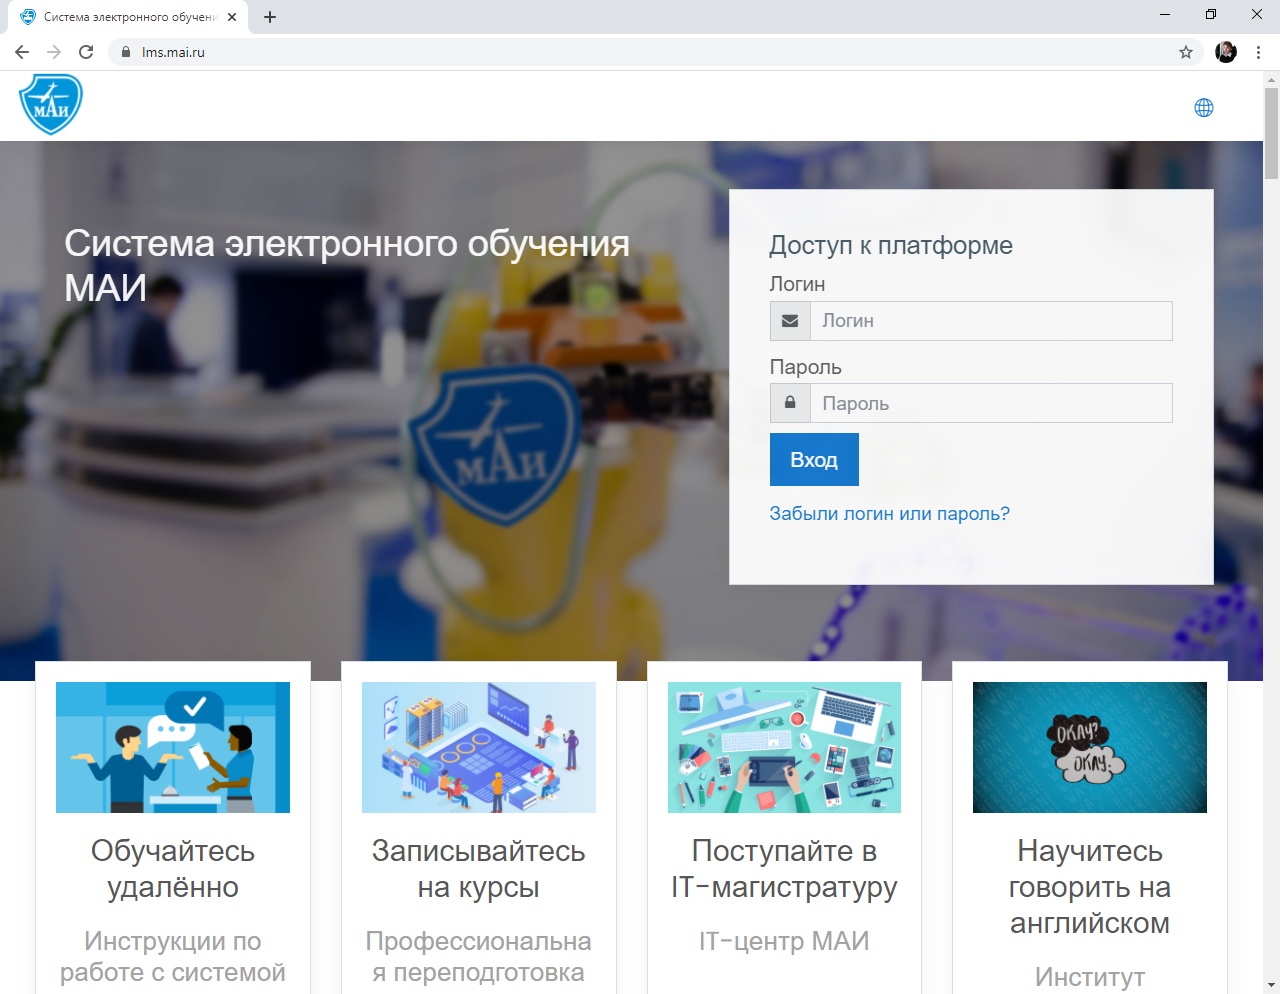 Система электронного обучени
lms.mai.ru
МАИ
Система электронного обучения
МАИ
МАИ
Доступ к платформе
Логин
Логин
Пароль
Пароль
Вход
Забыли логин или пароль?
Обучайтесь
удалённо
Инструкции по
работе с системой
Записывайтесь
на курсы
Профессиональна
я переподготовка
Поступайте в
IT-магистратуру
IT-центр МАИ
OKAY?
OKAY.
Научитесь
говорить на
английском
Институт